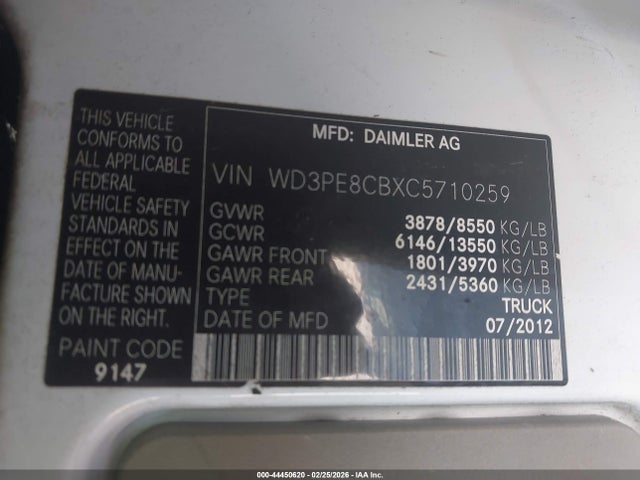 THIS VEHICLE
CONFORMS TO
ALL APPLICABLE
FEDERAL
VEHICLE SAFETY
STANDARDS IN
EFFECT ON THE
DATE OF MANU-
FACTURE SHOWN
ON THE RIGHT.
PAINT CODE
9147
MFD: DAIMLER AG
VIN WD3PE8CBXC5710259
GVWR 3878/8550 KG/LB
GCWR 6146/13550 KG/LB
GAWR FRONT 1801/3970 KG/LB
GAWR REAR 2431/5360 KG/LB
TYPE TRUCK
DATE OF MFD 07/2012
000-44450620 - 02/25/2026 - IAA Inc.